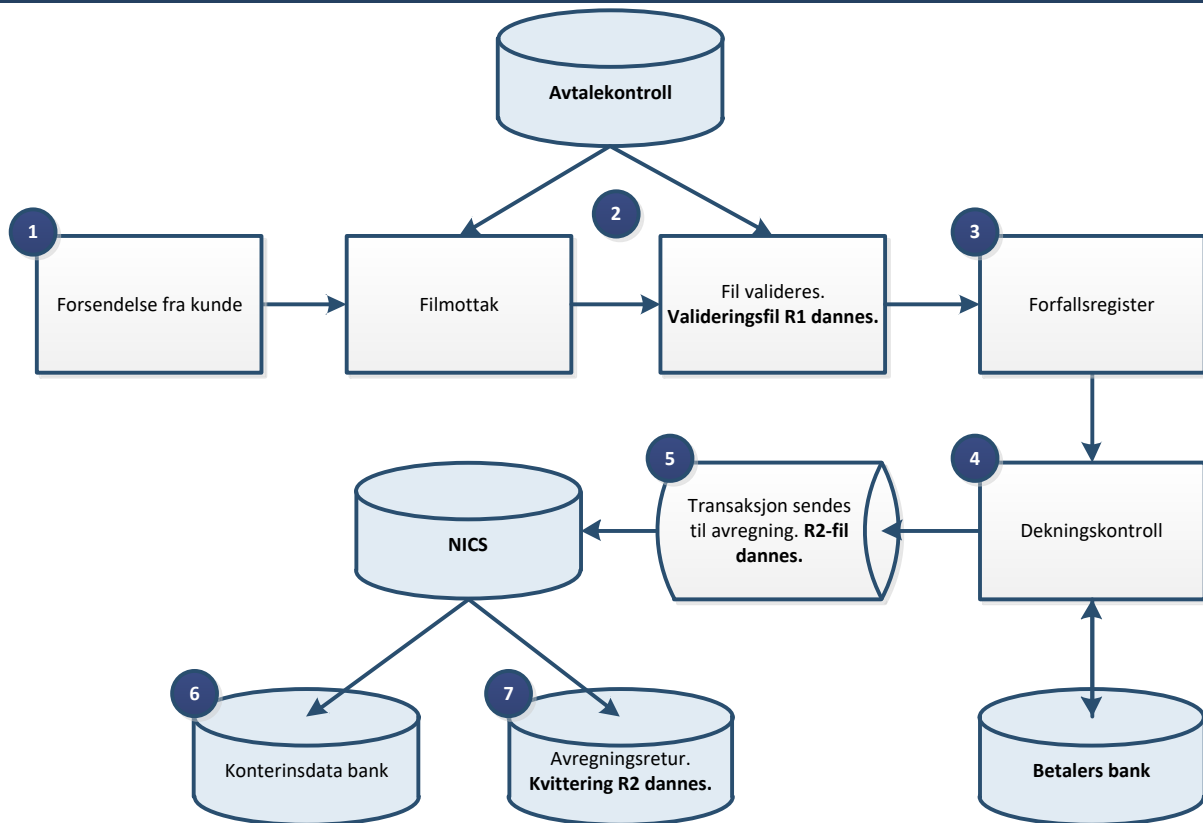 Avtalekontroll
1
2
3
Forsendelse fra kunde
Filmottak
Fil valideres.
Valideringsfil R1 dannes.
Forfallsregister
5
4
NICS
Transaksjon sendes
til avregning. R2-fil
dannes.
Dekningskontroll
6
7
Konterinsdata bank
Avregningsretur.
Kvittering R2 dannes.
Betalers bank